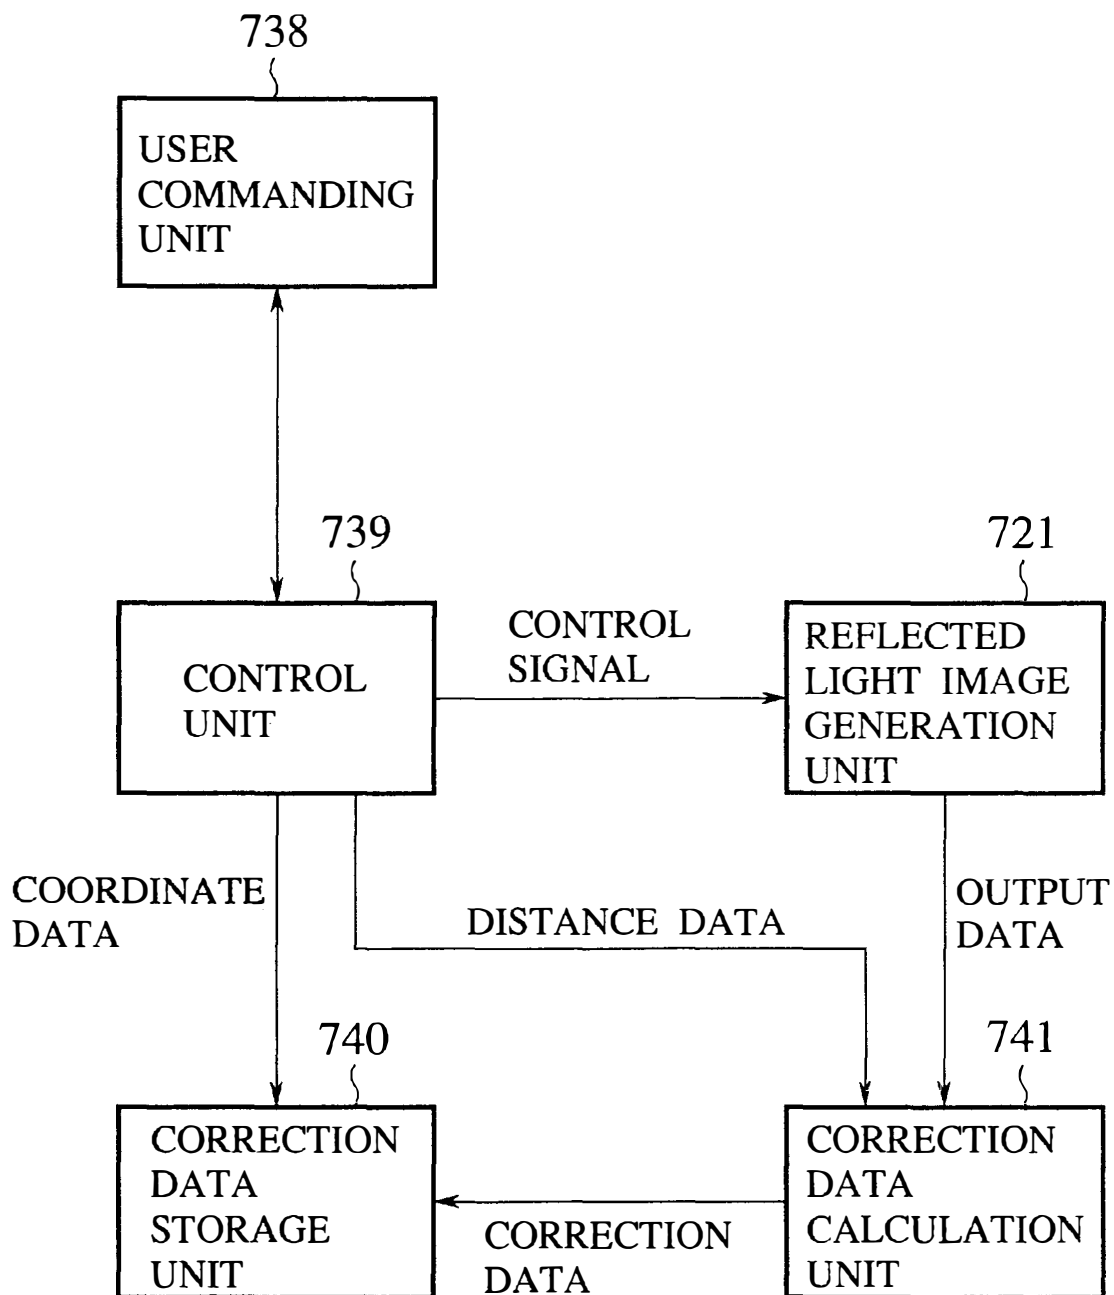 738
USER
COMMANDING
UNIT
739
CONTROL
UNIT
CONTROL
SIGNAL
721
REFLECTED
LIGHT IMAGE
GENERATION
UNIT
COORDINATE
DATA
DISTANCE DATA
OUTPUT
DATA
740
CORRECTION
DATA
STORAGE
UNIT
CORRECTION
DATA
741
CORRECTION
DATA
CALCULATION
UNIT